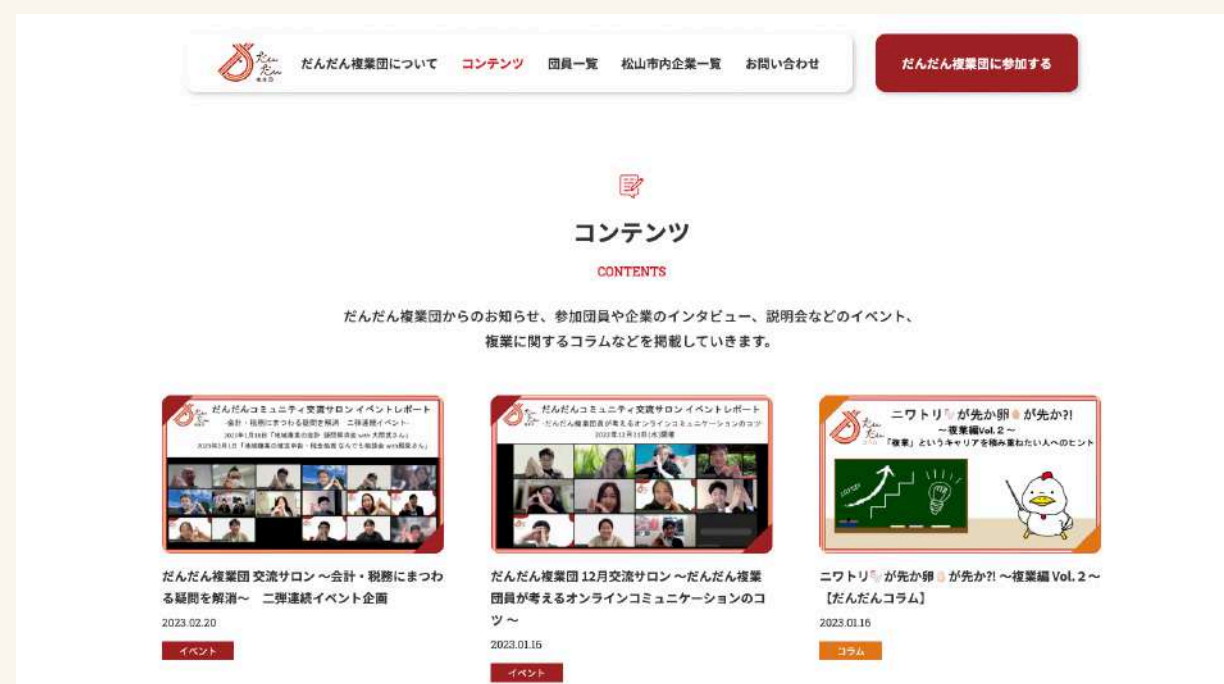 だんだん
複業団
だんだん複業団について コンテンツ 団員一覧 松山市内企業一覧 お問い合わせ
だんだん複業団に参加する
コンテンツ
CONTENTS
だんだん複業団からのお知らせ、参加団員や企業のインタビュー、説明会などのイベント、
複業に関するコラムなどを掲載していきます。
だんだんコミュニティ交流サロン イベントレポート
-会計・税務にまつわる疑問を解消 二弾連続イベント-
だんだん複業団 交流サロン ～会計・税務にまつわ
る疑問を解消～ 二弾連続イベント企画
2023.02.20
イベント
だんだんコミュニティ交流サロン イベントレポート
-だんだん複業団員が考えるオンラインコミュニケーションのコツ-
だんだん複業団 12月交流サロン ～だんだん複業
団員が考えるオンラインコミュニケーションのコ
ツ ～
2023.01.16
イベント
ニワトリ🐓が先か卵🥚が先か?!
～複業編Vol.２～
「複業」というキャリアを積み重ねたい人へのヒント
ニワトリ🐓が先か卵🥚が先か?! ～複業編 Vol.２～
【だんだんコラム】
2023.01.16
コラム